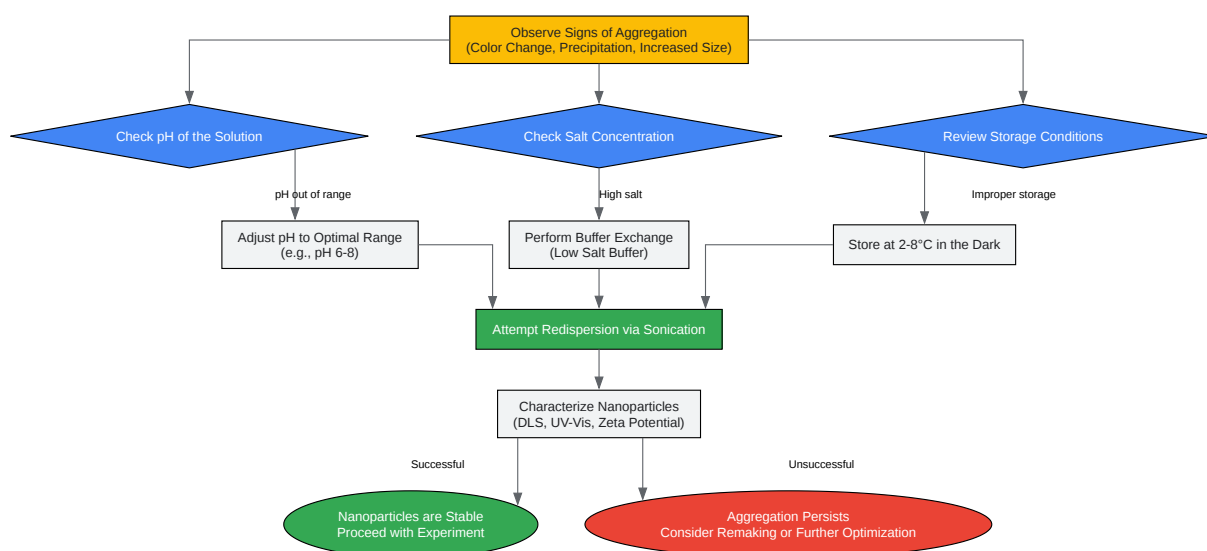 Observe Signs of Aggregation
(Color Change, Precipitation, Increased Size)
Check pH of the Solution
Check Salt Concentration
Review Storage Conditions
pH out of range
High salt
Improper storage
Adjust pH to Optimal Range
(e.g., pH 6-8)
Perform Buffer Exchange
(Low Salt Buffer)
Store at 2-8°C in the Dark
Attempt Redispersion via Sonication
Characterize Nanoparticles
(DLS, UV-Vis, Zeta Potential)
Successful
Unsuccessful
Nanoparticles are Stable
Proceed with Experiment
Aggregation Persists
Consider Remaking or Further Optimization